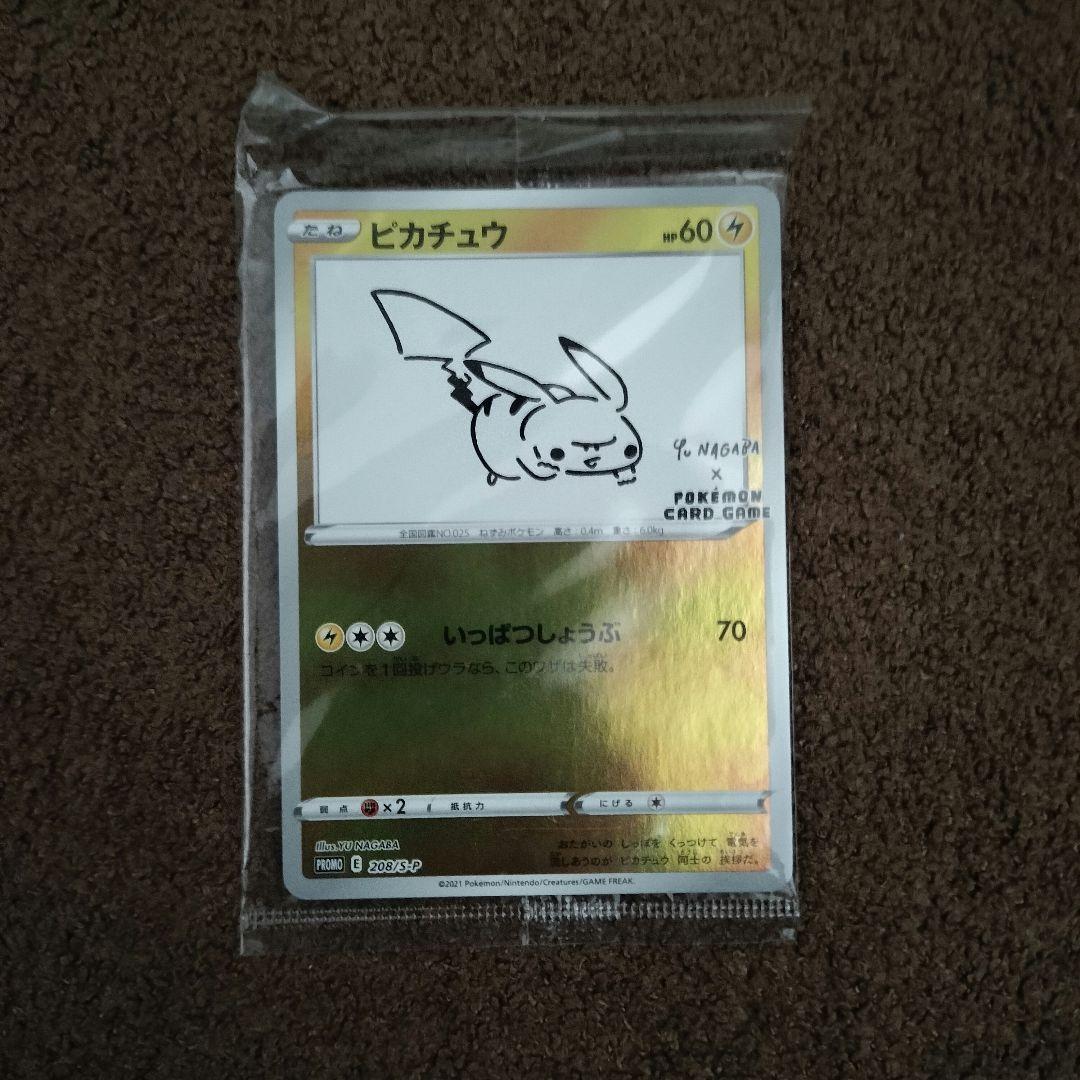 たね ピカチュウ HP60
YU NAGABA
×
POKÉMON
CARD GAME
全国図鑑NO.025 ねずみポケモン 高さ:0.4m 重さ:6.0kg
いっぱつしょうぶ 70
コインを1回投げウラなら、このワザは失敗。
弱点 ×2 抵抗力 にげる
Illus.YU NAGABA
おたがいの しっぽを くっつけて 電気を
流しあうのが ピカチュウ 同士の 挨拶だ。
PROMO E 208/S-P
©2021 Pokémon/Nintendo/Creatures/GAME FREAK.